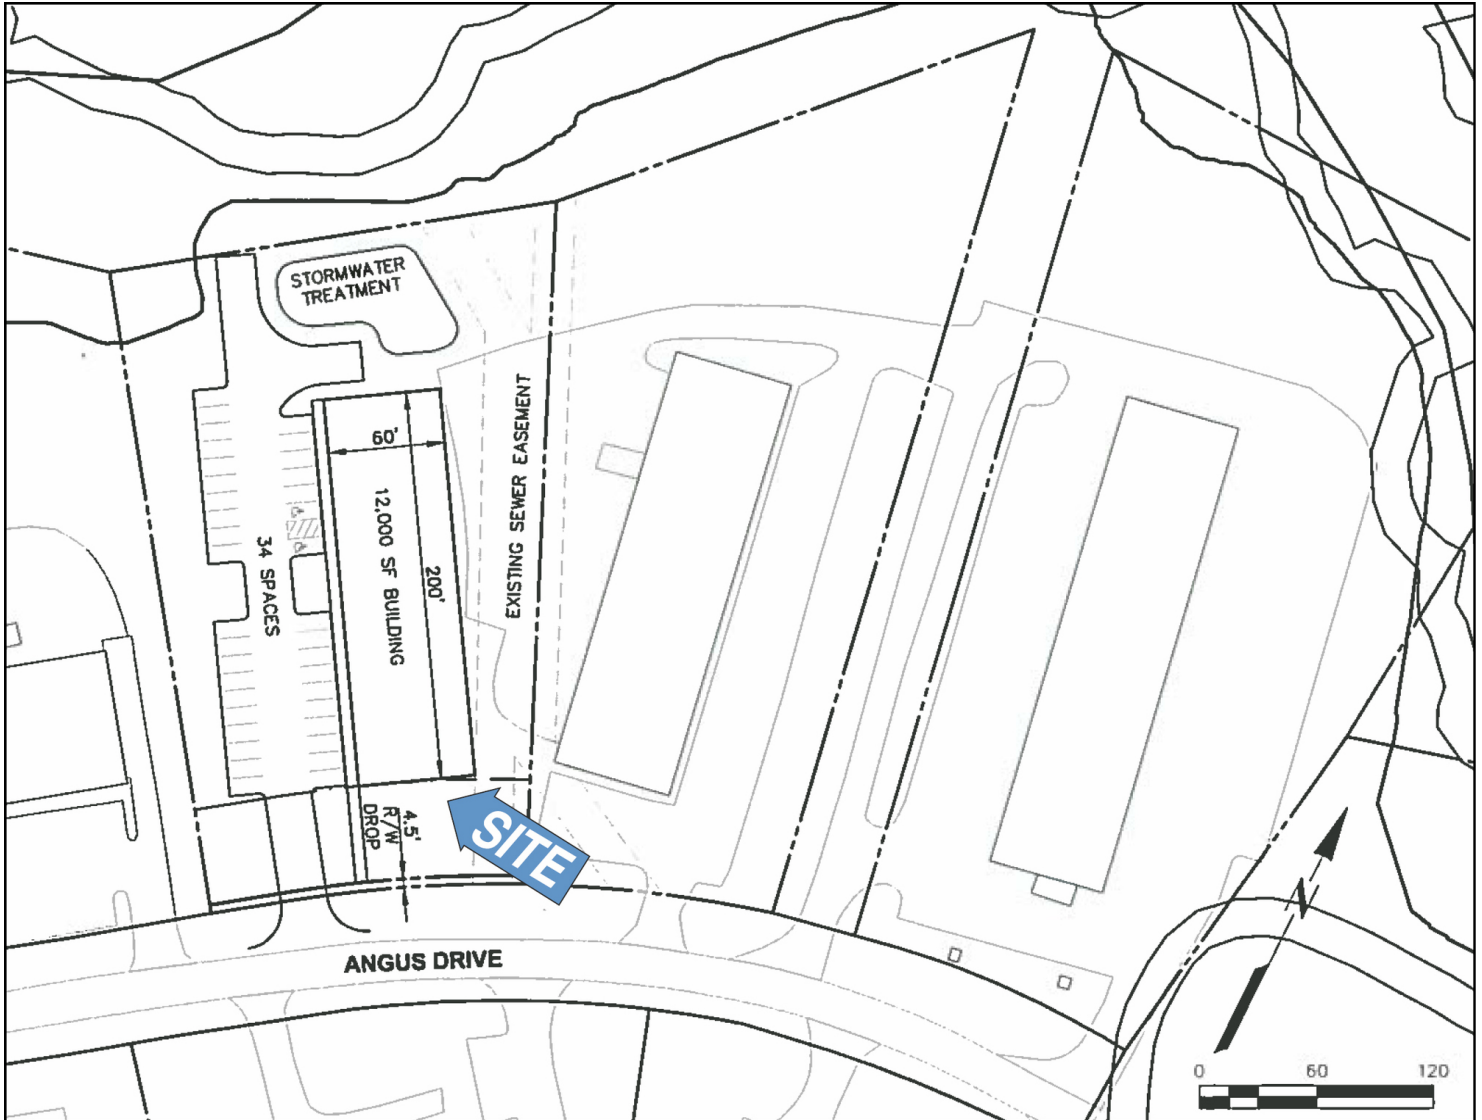 STORMWATER
TREATMENT
60'
200'
12,000 SF BUILDING
34 SPACES
EXISTING SEWER EASEMENT
4.5'
R/W
DROP
SITE
ANGUS DRIVE
N
0 60 120